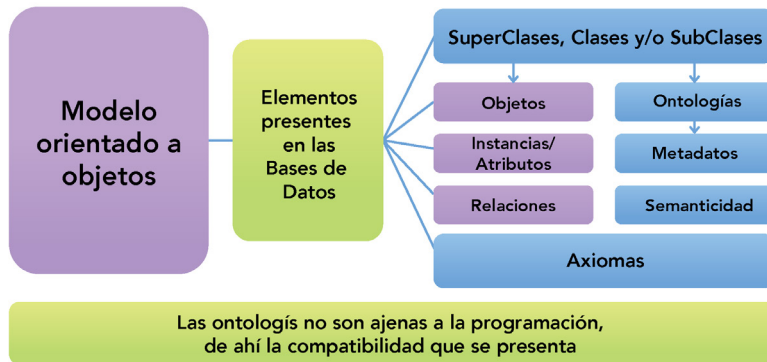 Modelo
orientado a
objetos
Elementos
presentes
en las
Bases de
Datos
SuperClases, Clases y/o SubClases
Objetos
Ontologías
Instancias/
Atributos
Metadatos
Relaciones
Semanticidad
Axiomas
Las ontologís no son ajenas a la programación,
de ahí la compatibilidad que se presenta